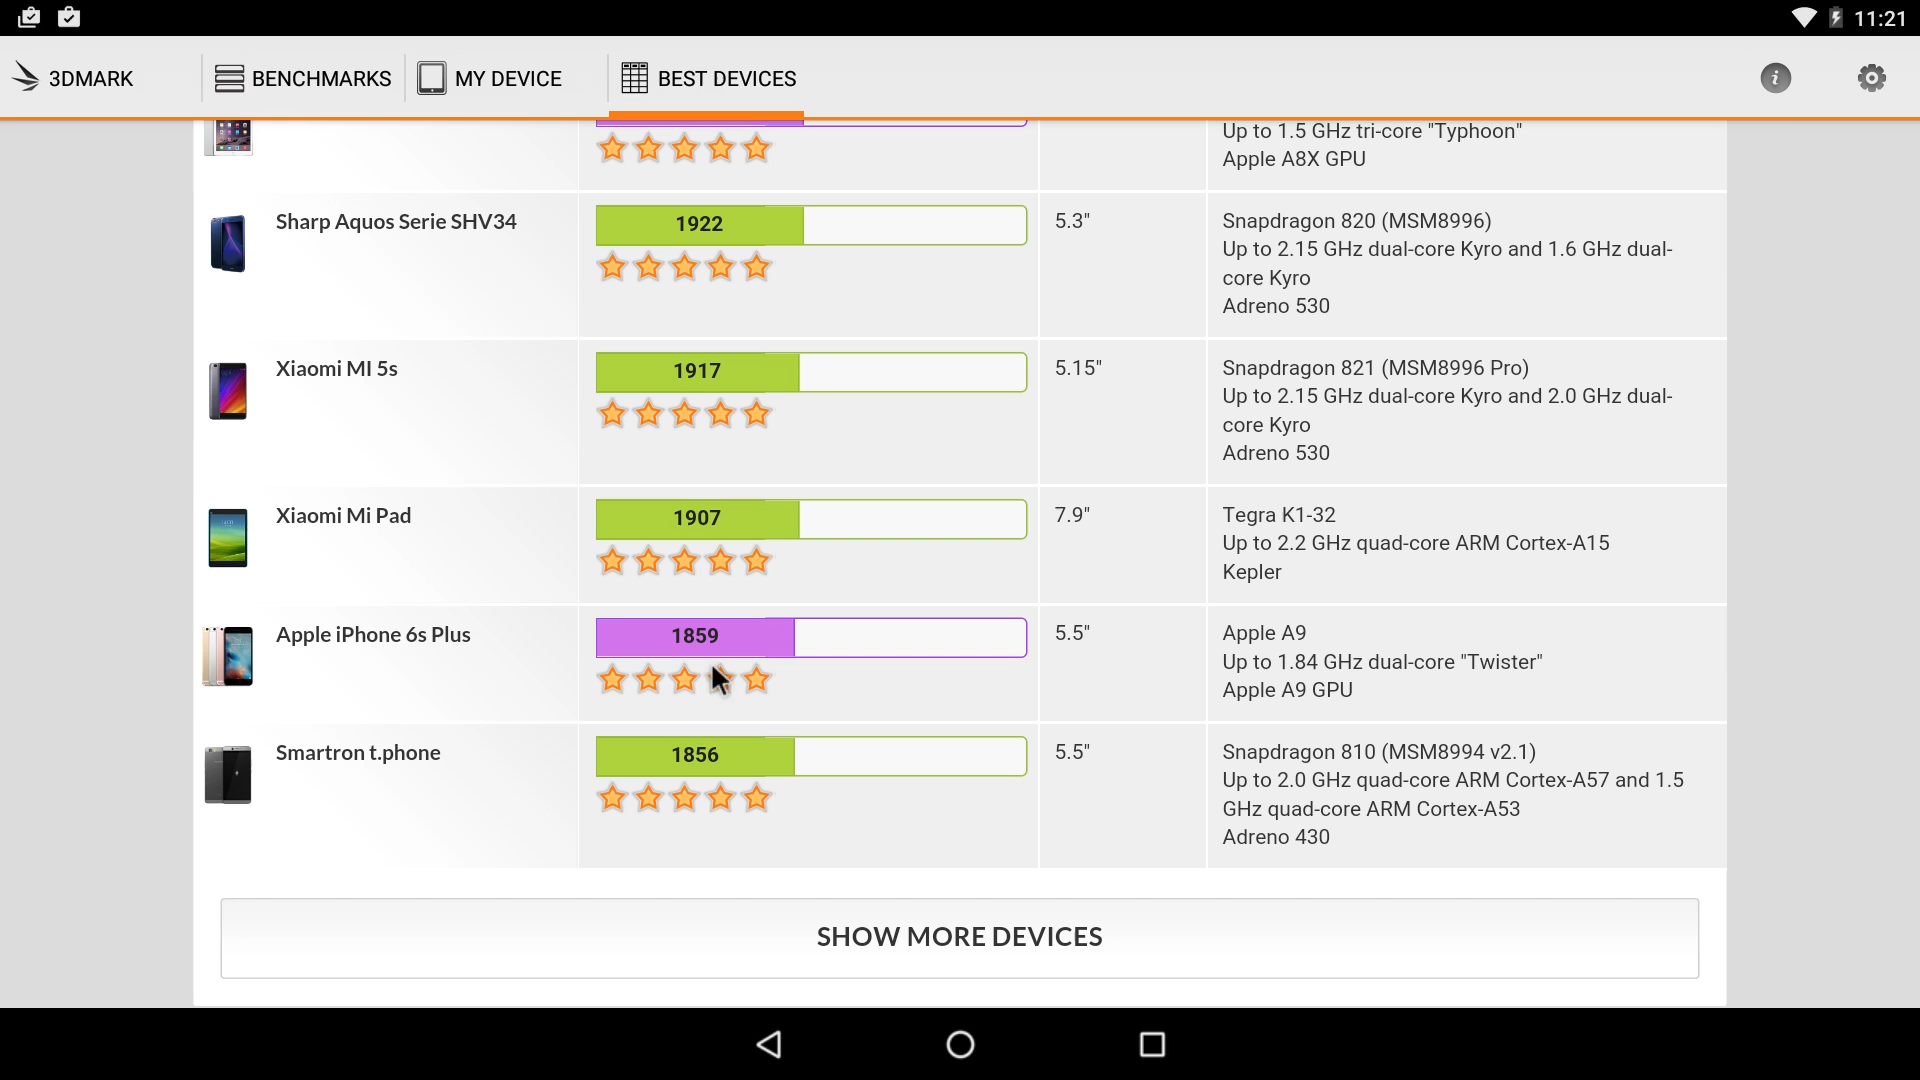 11:21
3DMARK
BENCHMARKS
MY DEVICE
BEST DEVICES
Up to 1.5 GHz tri-core "Typhoon"
Apple A8X GPU
Sharp Aquos Serie SHV34
1922
5.3"
Snapdragon 820 (MSM8996)
Up to 2.15 GHz dual-core Kyro and 1.6 GHz dual-
core Kyro
Adreno 530
Xiaomi MI 5s
1917
5.15"
Snapdragon 821 (MSM8996 Pro)
Up to 2.15 GHz dual-core Kyro and 2.0 GHz dual-
core Kyro
Adreno 530
Xiaomi Mi Pad
1907
7.9"
Tegra K1-32
Up to 2.2 GHz quad-core ARM Cortex-A15
Kepler
Apple iPhone 6s Plus
1859
5.5"
Apple A9
Up to 1.84 GHz dual-core "Twister"
Apple A9 GPU
Smartron t.phone
1856
5.5"
Snapdragon 810 (MSM8994 v2.1)
Up to 2.0 GHz quad-core ARM Cortex-A57 and 1.5
GHz quad-core ARM Cortex-A53
Adreno 430
SHOW MORE DEVICES